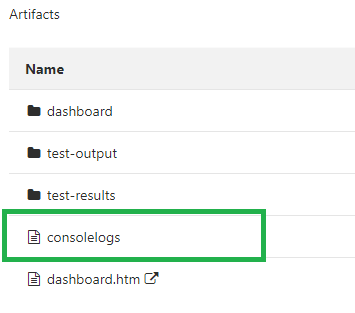 Artifacts
Name
dashboard
test-output
test-results
consolelogs
dashboard.htm